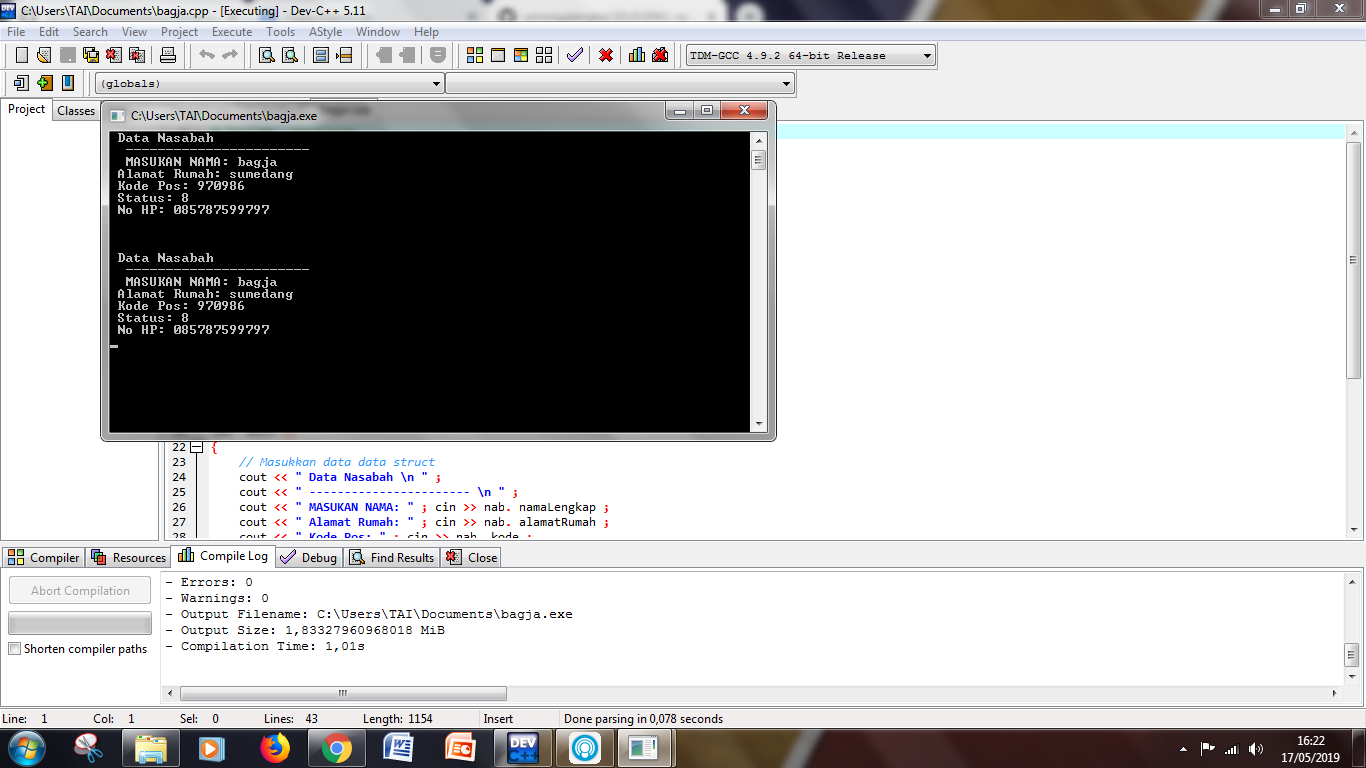 C:\Users\TAI\Documents\bagja.cpp - [Executing] - Dev-C++ 5.11
File Edit Search View Project Execute Tools AStyle Window Help
TDM-GCC 4.9.2 64-bit Release
(globals)
Project Classes
C:\Users\TAI\Documents\bagja.exe
Data Nasabah
-----------------------
MASUKAN NAMA: bagja
Alamat Rumah: sumedang
Kode Pos: 970986
Status: 8
No HP: 085787599797
Data Nasabah
-----------------------
MASUKAN NAMA: bagja
Alamat Rumah: sumedang
Kode Pos: 970986
Status: 8
No HP: 085787599797
22 {
23 // Masukkan data data struct
24 cout << " Data Nasabah \n " ;
25 cout << " ----------------------- \n " ;
26 cout << " MASUKAN NAMA: " ; cin >> nab. namaLengkap ;
27 cout << " Alamat Rumah: " ; cin >> nab. alamatRumah ;
28 cout << " Kode Pos: " ; cin >> nab. kode ;
Compiler Resources Compile Log Debug Find Results Close
Abort Compilation
Shorten compiler paths
- Errors: 0
- Warnings: 0
- Output Filename: C:\Users\TAI\Documents\bagja.exe
- Output Size: 1,83327960968018 MiB
- Compilation Time: 1,01s
Line: 1 Col: 1 Sel: 0 Lines: 43 Length: 1154 Insert Done parsing in 0,078 seconds
DEV C++
16:22
17/05/2019